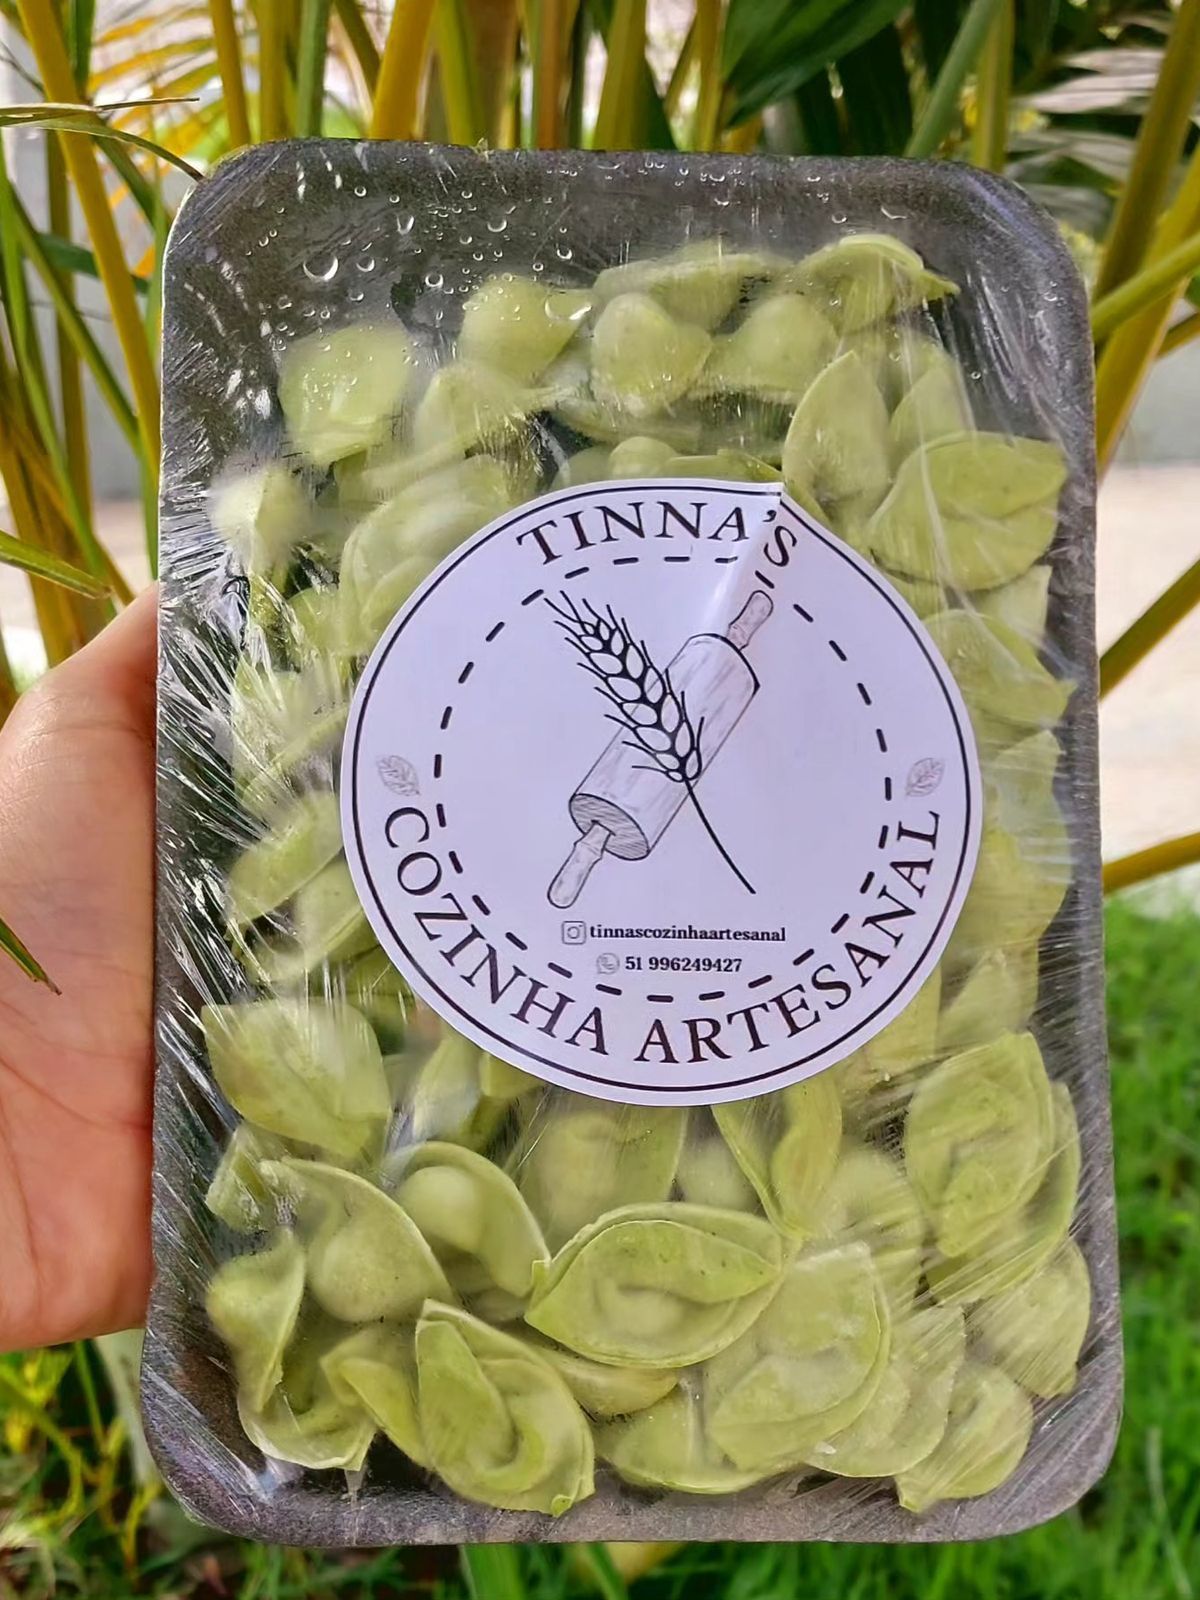 TINNA'S
tinnascozinhaartesanal
51 996249427
COZINHA ARTESANAL